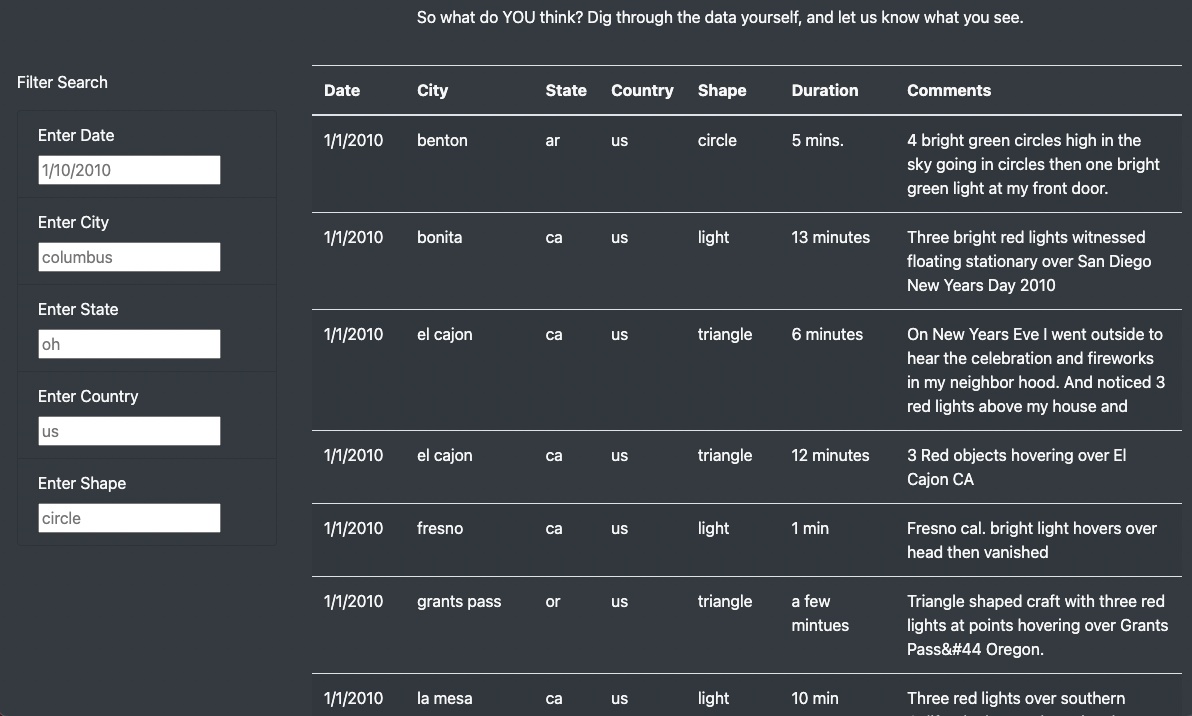 So what do YOU think? Dig through the data yourself, and let us know what you see.
Filter Search
Enter Date
1/10/2010
Enter City
columbus
Enter State
oh
Enter Country
us
Enter Shape
circle
Date City State Country Shape Duration Comments
1/1/2010 benton ar us circle 5 mins. 4 bright green circles high in the
sky going in circles then one bright
green light at my front door.
1/1/2010 bonita ca us light 13 minutes Three bright red lights witnessed
floating stationary over San Diego
New Years Day 2010
1/1/2010 el cajon ca us triangle 6 minutes On New Years Eve I went outside to
hear the celebration and fireworks
in my neighbor hood. And noticed 3
red lights above my house and
1/1/2010 el cajon ca us triangle 12 minutes 3 Red objects hovering over El
Cajon CA
1/1/2010 fresno ca us light 1 min Fresno cal. bright light hovers over
head then vanished
1/1/2010 grants pass or us triangle a few Triangle shaped craft with three red
mintues lights at points hovering over Grants
Pass&#44 Oregon.
1/1/2010 la mesa ca us light 10 min Three red lights over southern